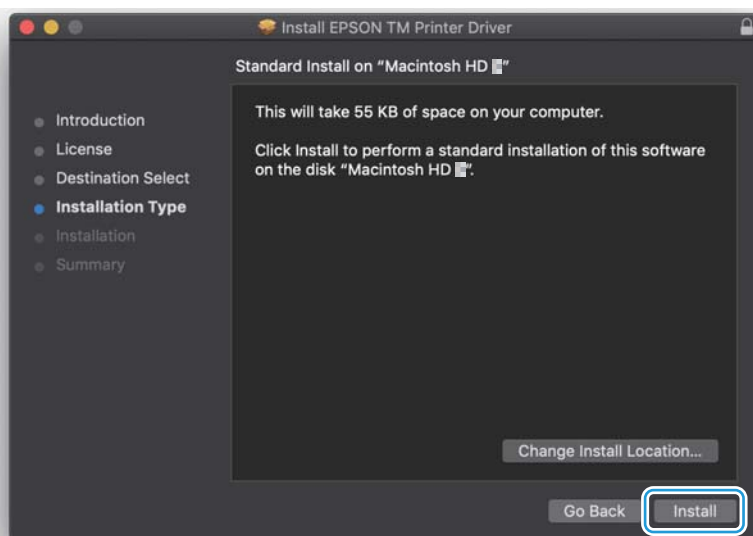 Install EPSON TM Printer Driver
Standard Install on “Macintosh HD ”
Introduction
License
Destination Select
Installation Type
Installation
Summary
This will take 55 KB of space on your computer.
Click Install to perform a standard installation of this software
on the disk “Macintosh HD ”.
Change Install Location...
Go Back
Install